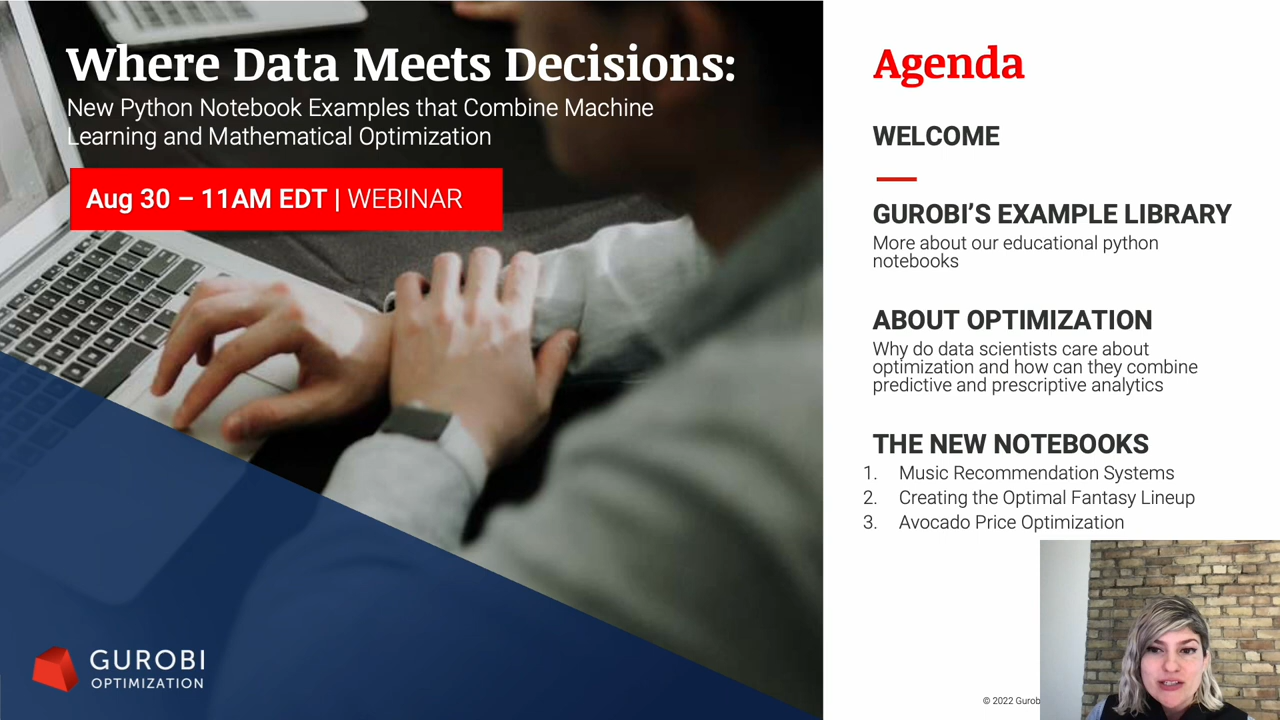 Where Data Meets Decisions:
New Python Notebook Examples that Combine Machine
Learning and Mathematical Optimization
Aug 30 – 11AM EDT | WEBINAR
GUROBI
OPTIMIZATION
Agenda
WELCOME
GUROBI’S EXAMPLE LIBRARY
More about our educational python
notebooks
ABOUT OPTIMIZATION
Why do data scientists care about
optimization and how can they combine
predictive and prescriptive analytics
THE NEW NOTEBOOKS
1. Music Recommendation Systems
2. Creating the Optimal Fantasy Lineup
3. Avocado Price Optimization
© 2022 Gurob